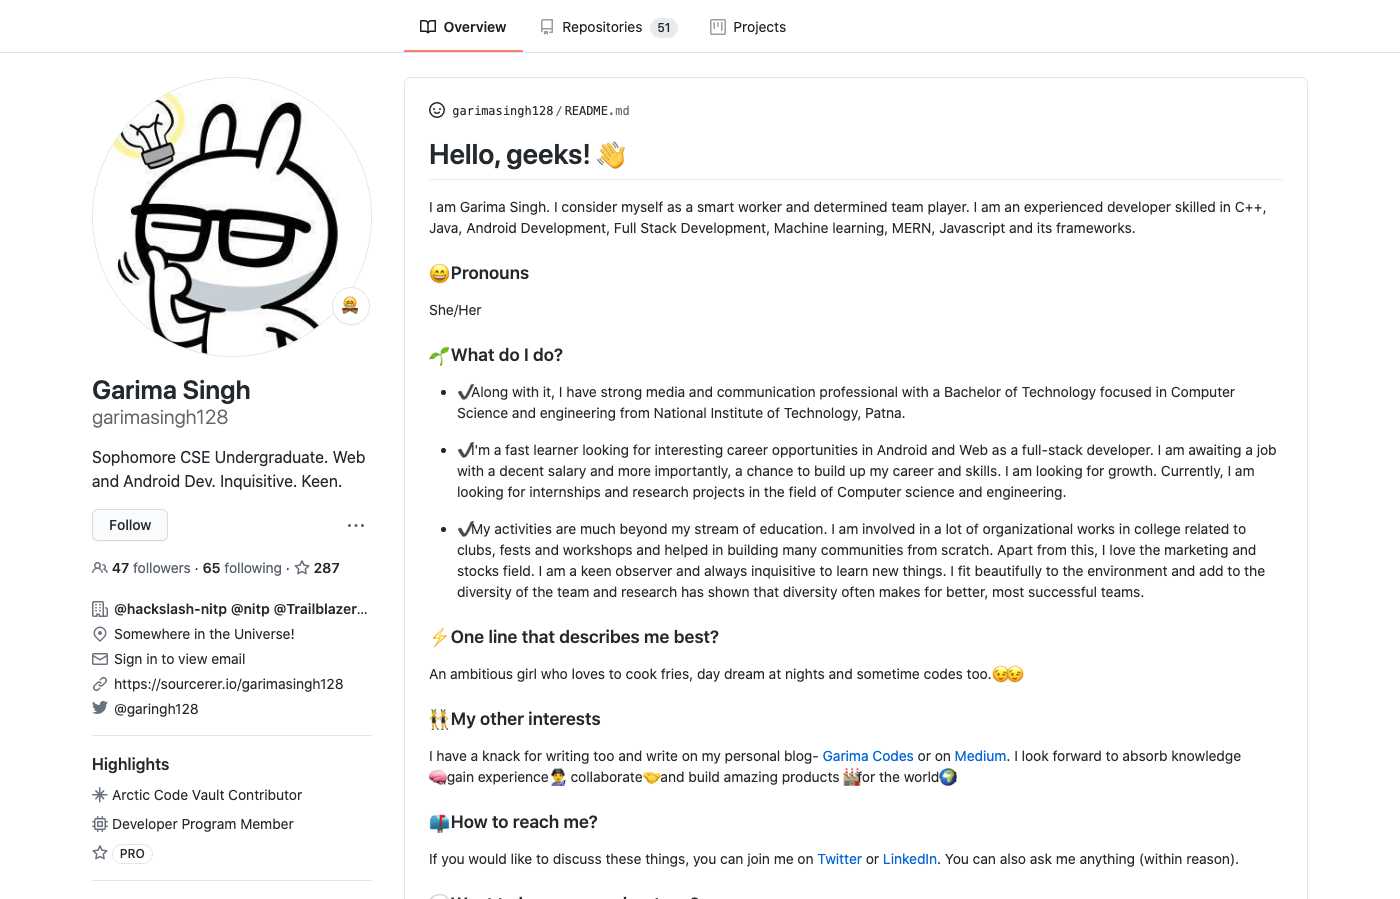 Overview
Repositories 51
Projects
Garima Singh
garimasingh128
Sophomore CSE Undergraduate. Web
and Android Dev. Inquisitive. Keen.
Follow
47 followers · 65 following · 287
@hackslash-nitp @nitp @Trailblazer...
Somewhere in the Universe!
Sign in to view email
https://sourcerer.io/garimasingh128
@garingh128
Highlights
Arctic Code Vault Contributor
Developer Program Member
PRO
garimasingh128/README.md
Hello, geeks! 👋
I am Garima Singh. I consider myself as a smart worker and determined team player. I am an experienced developer skilled in C++,
Java, Android Development, Full Stack Development, Machine learning, MERN, Javascript and its frameworks.
😄Pronouns
She/Her
🌱What do I do?
✔Along with it, I have strong media and communication professional with a Bachelor of Technology focused in Computer
Science and engineering from National Institute of Technology, Patna.
✔I'm a fast learner looking for interesting career opportunities in Android and Web as a full-stack developer. I am awaiting a job
with a decent salary and more importantly, a chance to build up my career and skills. I am looking for growth. Currently, I am
looking for internships and research projects in the field of Computer science and engineering.
✔My activities are much beyond my stream of education. I am involved in a lot of organizational works in college related to
clubs, fests and workshops and helped in building many communities from scratch. Apart from this, I love the marketing and
stocks field. I am a keen observer and always inquisitive to learn new things. I fit beautifully to the environment and add to the
diversity of the team and research has shown that diversity often makes for better, most successful teams.
⚡One line that describes me best?
An ambitious girl who loves to cook fries, day dream at nights and sometime codes too.😉😉
👯My other interests
I have a knack for writing too and write on my personal blog- Garima Codes or on Medium. I look forward to absorb knowledge
🧠gain experience👩‍🎓 collaborate🤝and build amazing products 🏭for the world🌍
📫How to reach me?
If you would like to discuss these things, you can join me on Twitter or LinkedIn. You can also ask me anything (within reason).